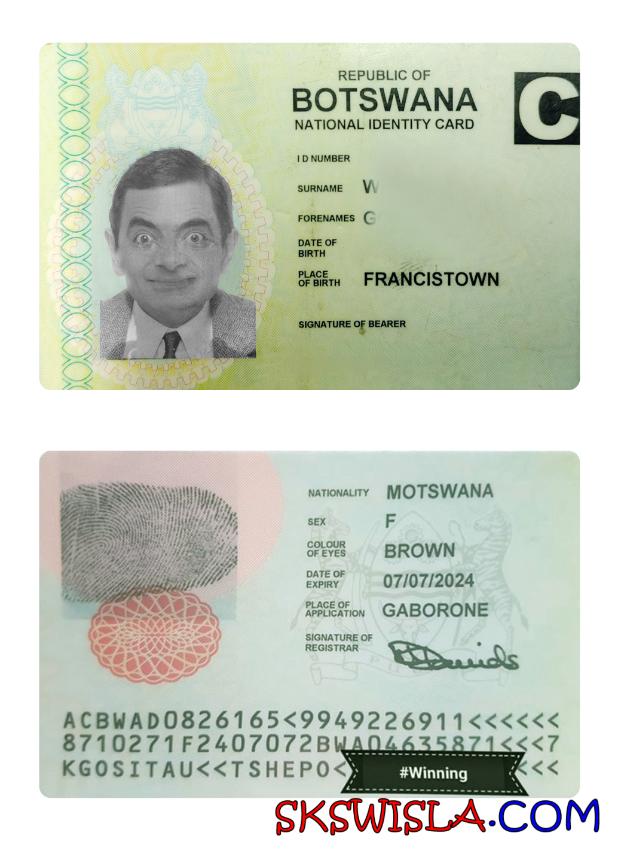 REPUBLIC OF
BOTSWANA
NATIONAL IDENTITY CARD
C
I D NUMBER
SURNAME W
FORENAMES G
DATE OF
BIRTH
PLACE
OF BIRTH FRANCISTOWN
SIGNATURE OF BEARER
NATIONALITY MOTSWANA
SEX F
COLOUR
OF EYES BROWN
DATE OF
EXPIRY 07/07/2024
PLACE OF
APPLICATION GABORONE
SIGNATURE OF
REGISTRAR
ACBWAD0826165<9949226911<<<<<<
8710271F2407072BWA04635871<<<7
KGOSITAU<<TSHEPO< <<<
#Winning
SKSWISLA.COM